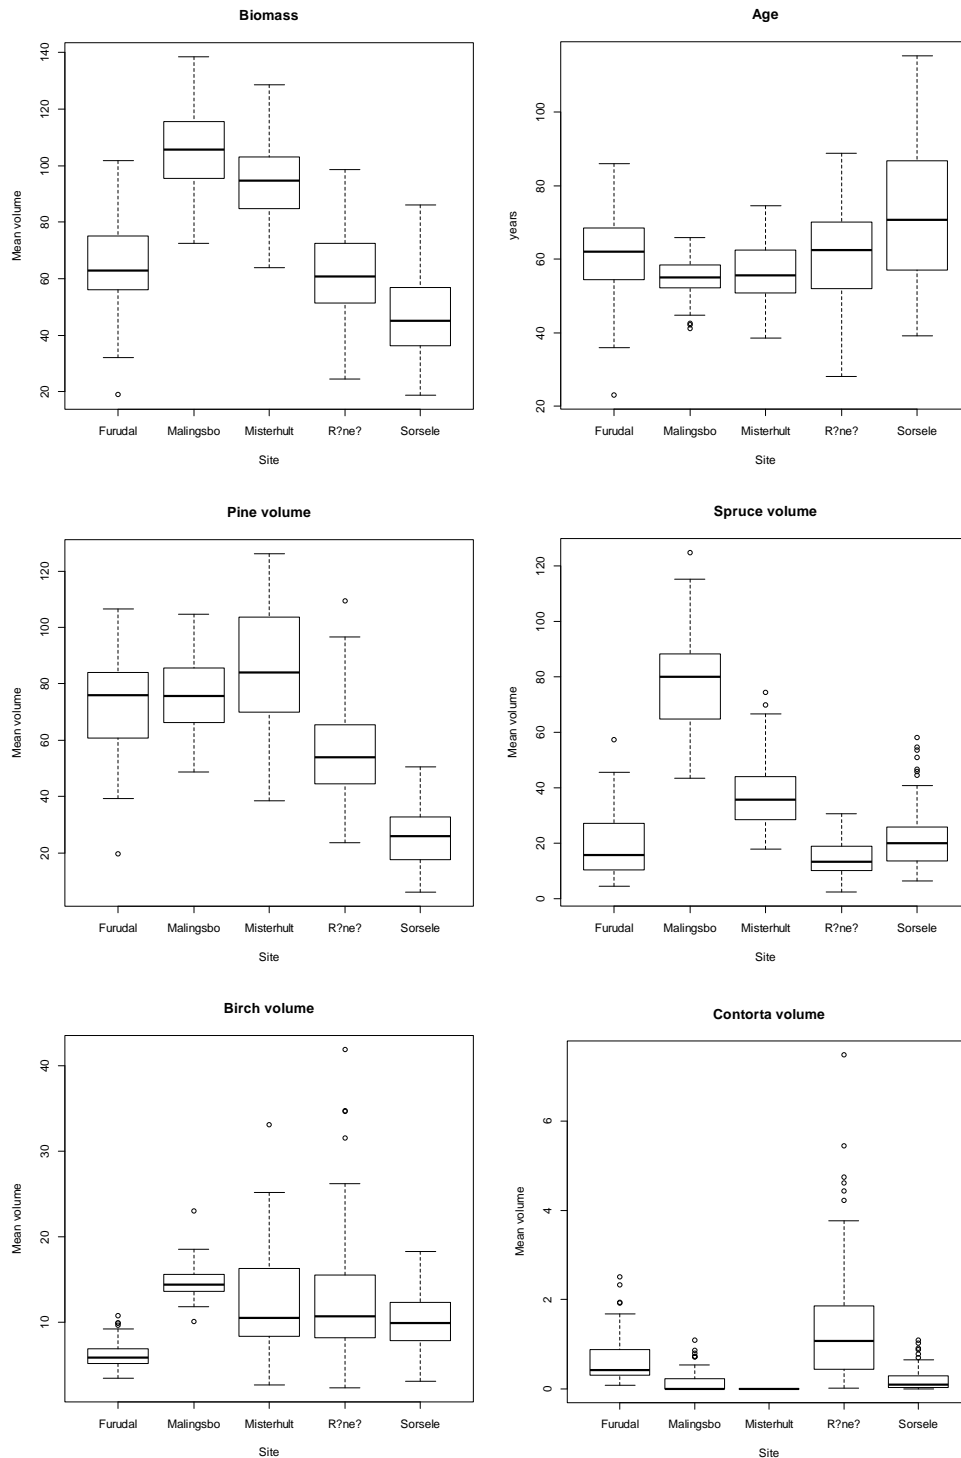 Biomass
Mean volume
140
120
100
80
60
40
20
Furudal Malingsbo Misterhult R?ne? Sorsele
Site
Age
years
100
80
60
40
20
Furudal Malingsbo Misterhult R?ne? Sorsele
Site
Pine volume
Mean volume
120
100
80
60
40
20
Furudal Malingsbo Misterhult R?ne? Sorsele
Site
Spruce volume
Mean volume
120
100
80
60
40
20
0
Furudal Malingsbo Misterhult R?ne? Sorsele
Site
Birch volume
Mean volume
40
30
20
10
Furudal Malingsbo Misterhult R?ne? Sorsele
Site
Contorta volume
Mean volume
6
4
2
0
Furudal Malingsbo Misterhult R?ne? Sorsele
Site